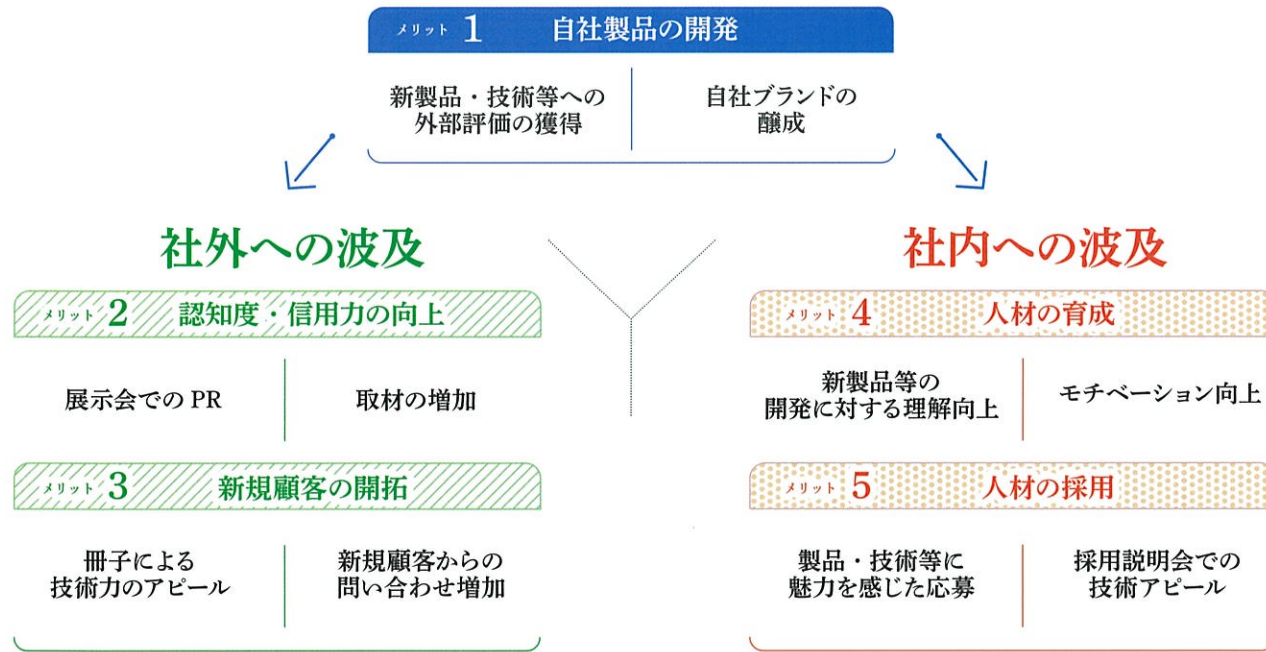 メリット 1 自社製品の開発
新製品・技術等への
外部評価の獲得
自社ブランドの
醸成
社外への波及
メリット 2 認知度・信用力の向上
展示会での PR
取材の増加
メリット 3 新規顧客の開拓
冊子による
技術力のアピール
新規顧客からの
問い合わせ増加
社内への波及
メリット 4 人材の育成
新製品等の
開発に対する理解向上
モチベーション向上
メリット 5 人材の採用
製品・技術等に
魅力を感じた応募
採用説明会での
技術アピール